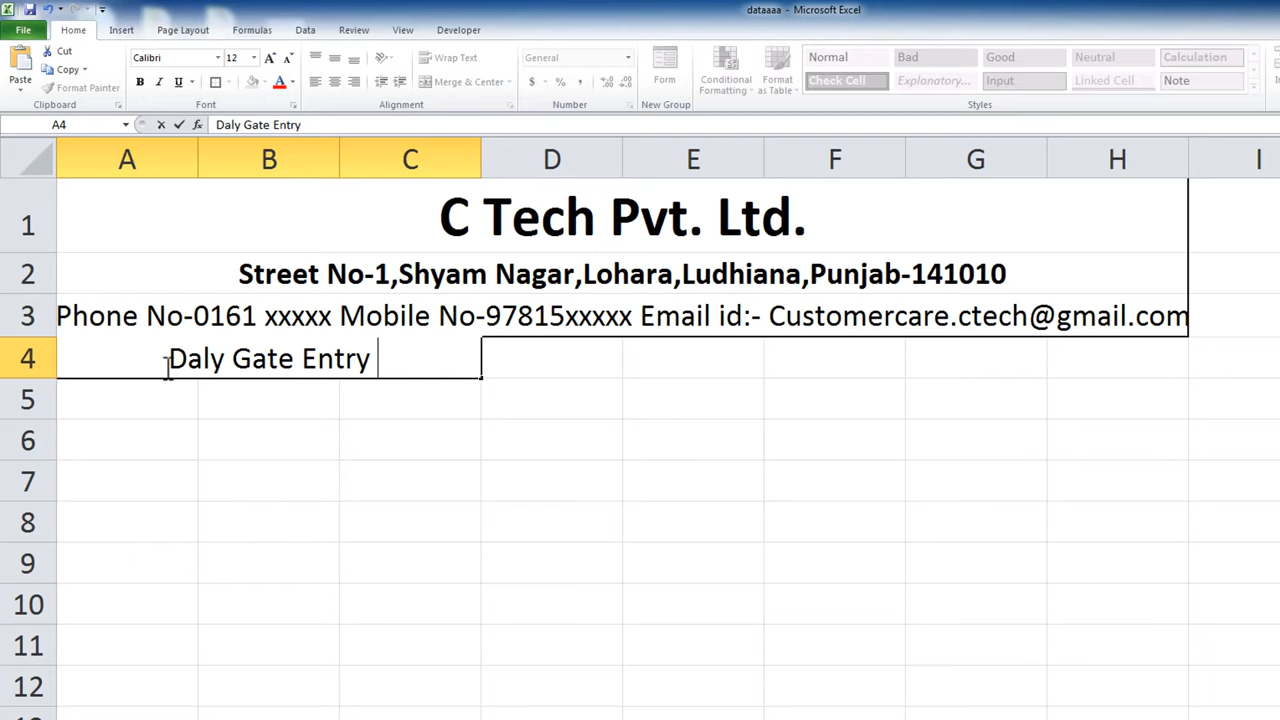 dataaaa - Microsoft Excel
File Home Insert Page Layout Formulas Data Review View Developer
Paste Cut Copy Format Painter
Clipboard
Calibri 12 A A
B I U A
Font
Wrap Text
Merge & Center
Alignment
General
$ % ,
Number
Form
New Group
Conditional Formatting
Format as Table
Normal Bad Good Neutral Calculation
Check Cell Explanatory... Input Linked Cell Note
Styles
A4 fx Daly Gate Entry
A B C D E F G H I
1 C Tech Pvt. Ltd.
2 Street No-1,Shyam Nagar,Lohara,Ludhiana,Punjab-141010
3 Phone No-0161 xxxxx Mobile No-97815xxxxx Email id:- Customercare.ctech@gmail.com
4 Daly Gate Entry
5
6
7
8
9
10
11
12